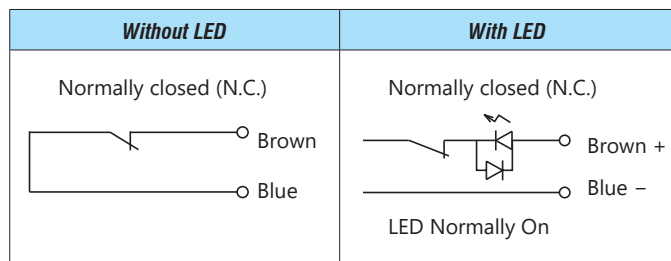 Without LED
With LED
Normally closed (N.C.)
Brown
Blue
Normally closed (N.C.)
Brown +
Blue −
LED Normally On